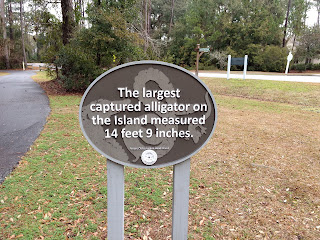 The largest
captured alligator on
the Island measured
14 feet 9 inches.